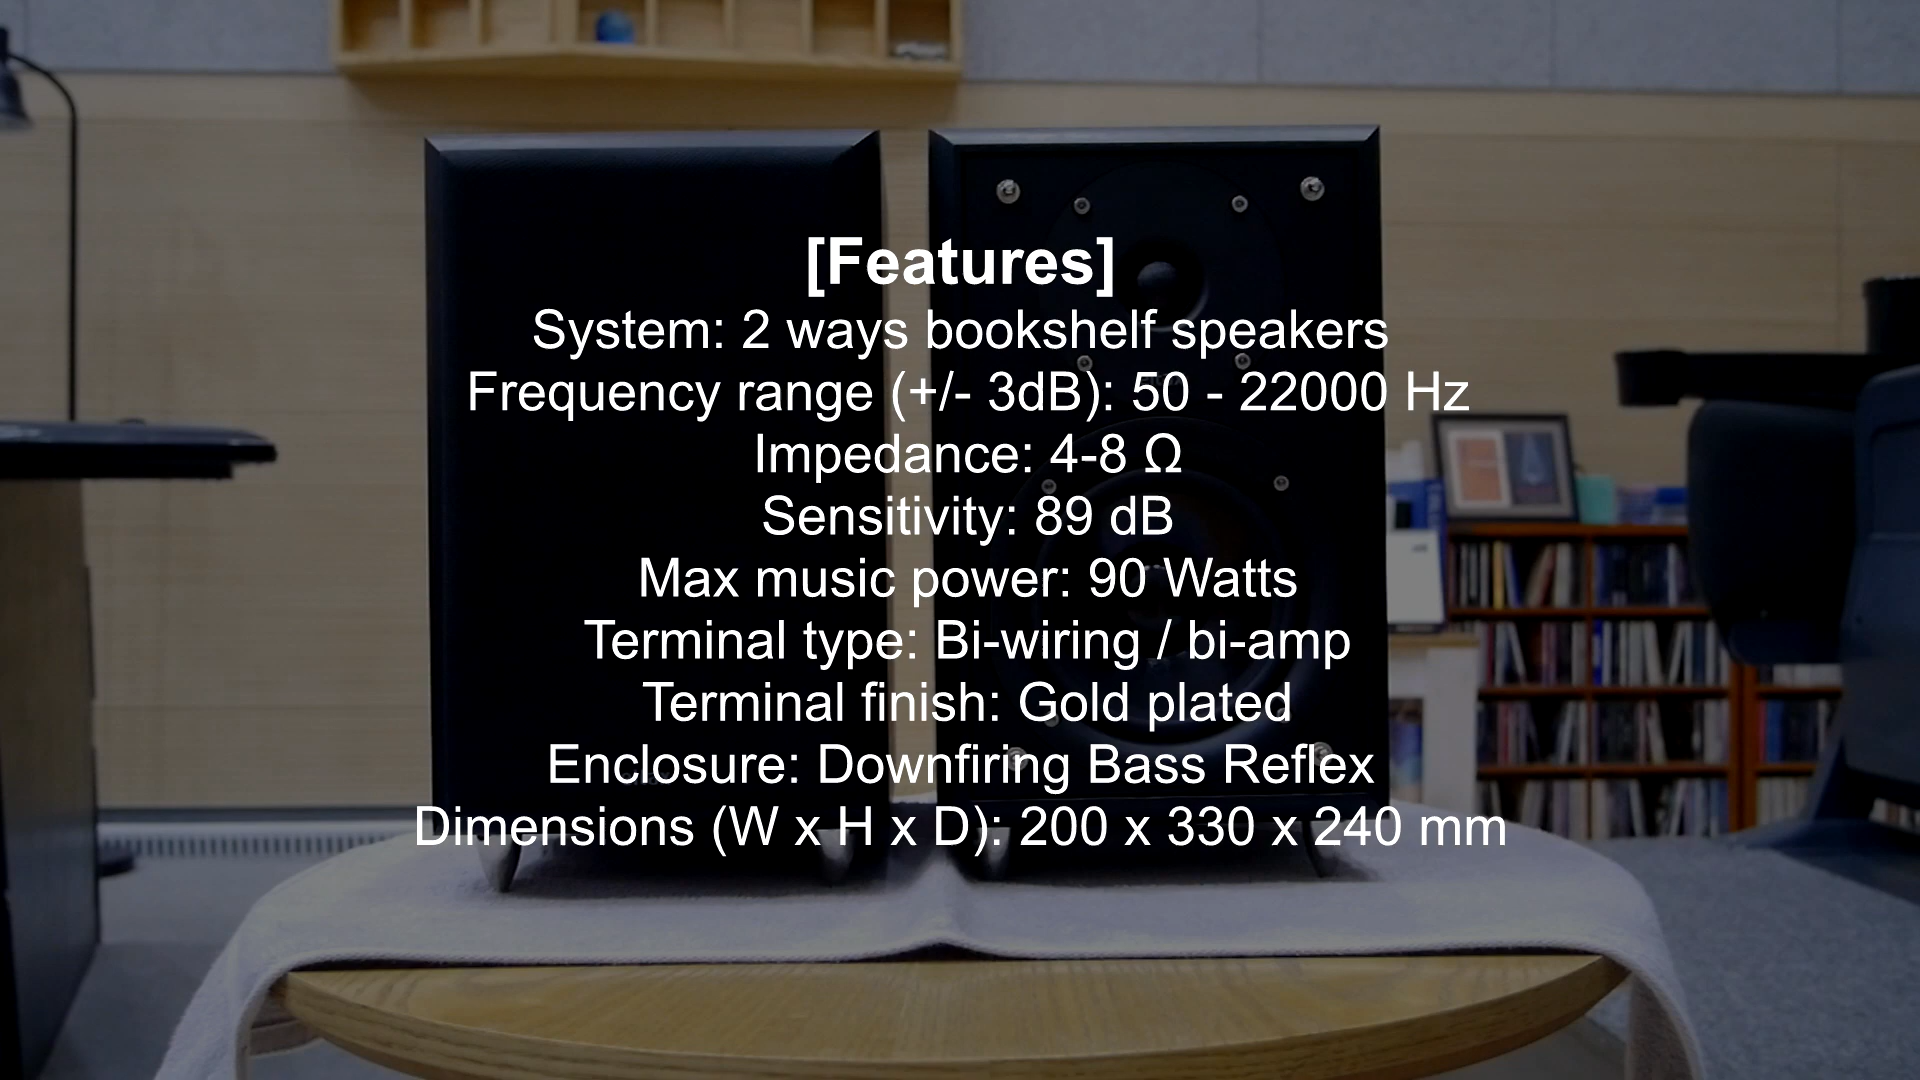 [Features]
System: 2 ways bookshelf speakers
Frequency range (+/- 3dB): 50 - 22000 Hz
Impedance: 4-8 Ω
Sensitivity: 89 dB
Max music power: 90 Watts
Terminal type: Bi-wiring / bi-amp
Terminal finish: Gold plated
Enclosure: Downfiring Bass Reflex
Dimensions (W x H x D): 200 x 330 x 240 mm